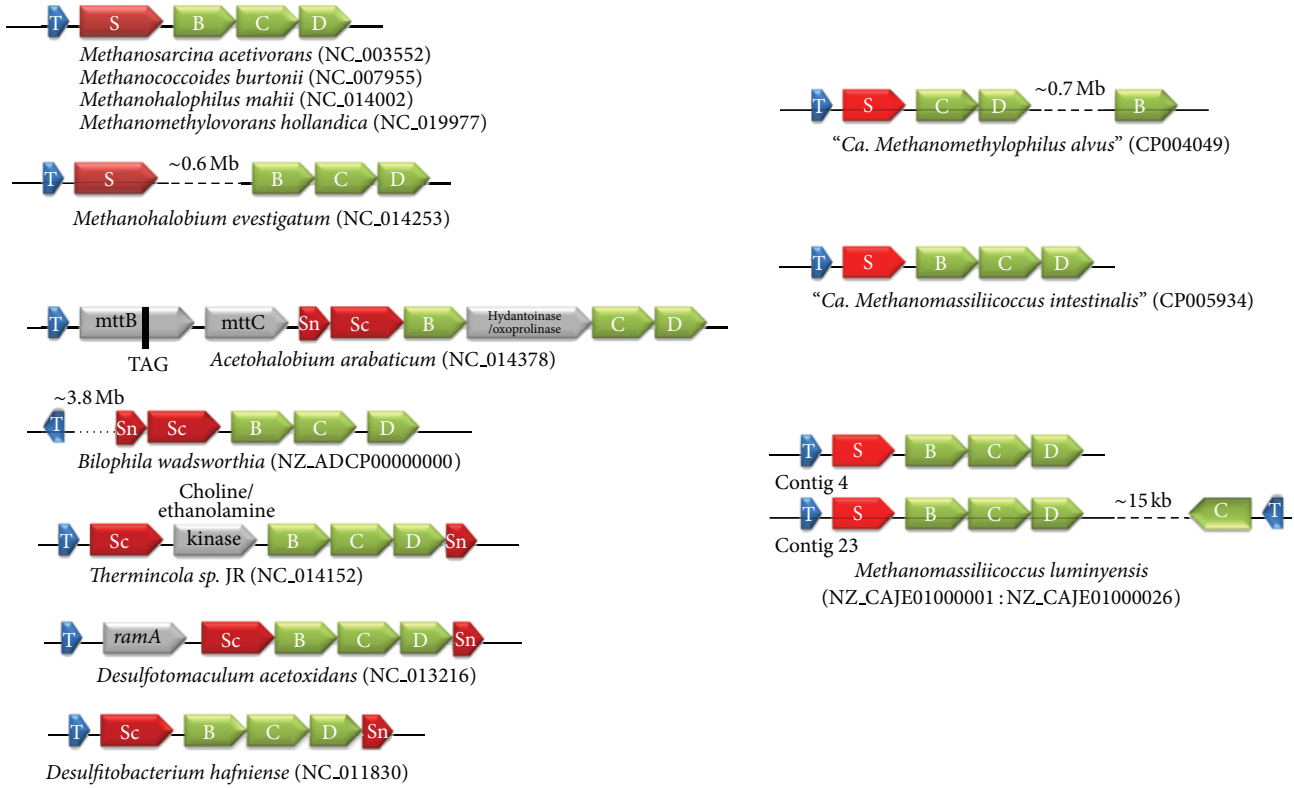 T S B C D
Methanosarcina acetivorans (NC_003552)
Methanococcoides burtonii (NC_007955)
Methanohalophilus mahii (NC_014002)
Methanomethylovorans hollandica (NC_019977)
~0.6 Mb
T S B C D
Methanohalobium evestigatum (NC_014253)
T mttB mttC Sn Sc B Hydantoinase C D
/oxoprolinase
TAG
Acetohalobium arabaticum (NC_014378)
~3.8 Mb
T Sn Sc B C D
Bilophila wadsworthia (NZ_ADCP00000000)
Choline/
ethanolamine
T Sc kinase B C D Sn
Thermincola sp. JR (NC_014152)
T ramA Sc B C D Sn
Desulfotomaculum acetoxidans (NC_013216)
T Sc B C D Sn
Desulfitobacterium hafniense (NC_011830)
~0.7 Mb
T S C D B
“Ca. Methanomethylophilus alvus” (CP004049)
T S B C D
“Ca. Methanomassiliicoccus intestinalis” (CP005934)
T S B C D
Contig 4
~15 kb
T S B C D C T
Contig 23
Methanomassiliicoccus luminyensis
(NZ_CAJE01000001 : NZ_CAJE01000026)